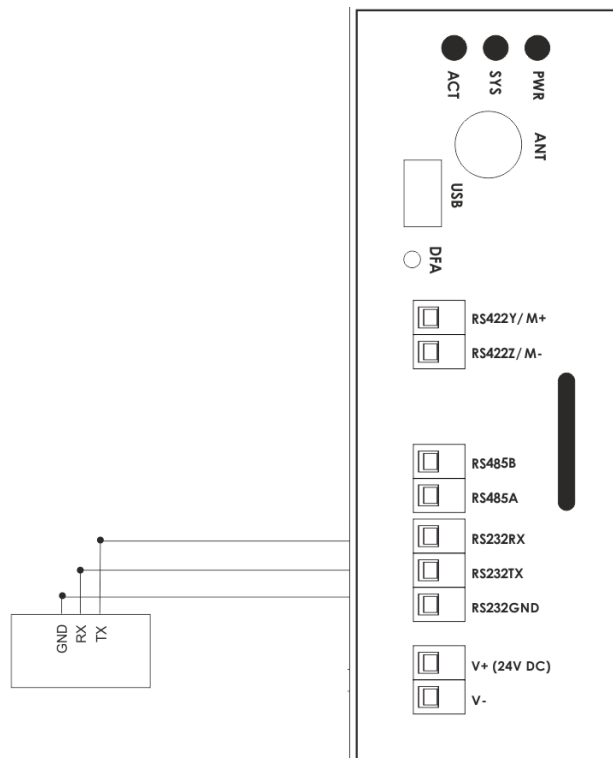 ACT
SYS
PWR
ANT
USB
DFA
RS422Y/ M+
RS422Z/ M-
RS485B
RS485A
RS232RX
RS232TX
RS232GND
V+ (24V DC)
V-
GND
RX
TX